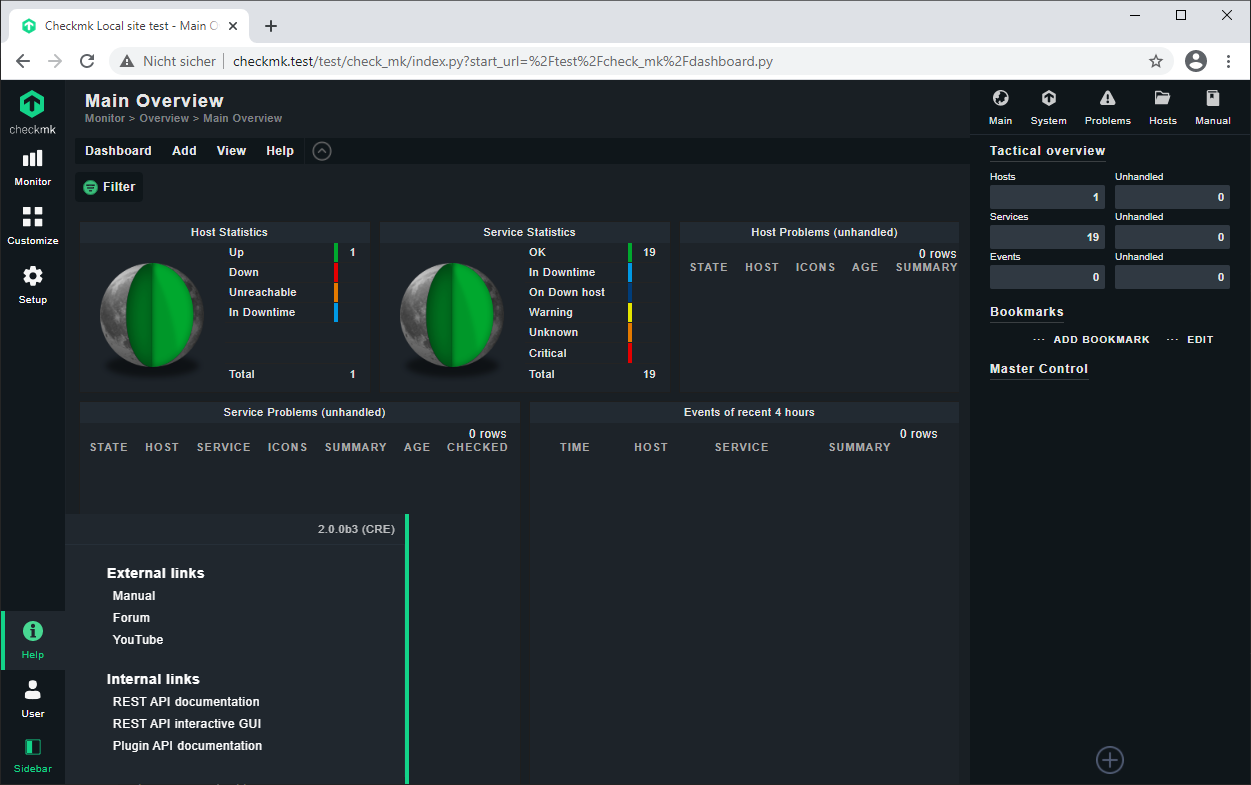 Checkmk Local site test - Main O
Nicht sicher
checkmk.test/test/check_mk/index.py?start_url=%2Ftest%2Fcheck_mk%2Fdashboard.py
checkmk
Monitor
Customize
Setup
Help
User
Sidebar
Main Overview
Monitor > Overview > Main Overview
Dashboard Add View Help
Filter
Host Statistics
Up 1
Down
Unreachable
In Downtime
Total 1
Service Statistics
OK 19
In Downtime
On Down host
Warning
Unknown
Critical
Total 19
Host Problems (unhandled)
0 rows
STATE HOST ICONS AGE SUMMARY
Service Problems (unhandled)
0 rows
STATE HOST SERVICE ICONS SUMMARY AGE CHECKED
Events of recent 4 hours
0 rows
TIME HOST SERVICE SUMMARY
2.0.0b3 (CRE)
External links
Manual
Forum
YouTube
Internal links
REST API documentation
REST API interactive GUI
Plugin API documentation
Main System Problems Hosts Manual
Tactical overview
Hosts Unhandled
1 0
Services Unhandled
19 0
Events Unhandled
0 0
Bookmarks
··· ADD BOOKMARK ··· EDIT
Master Control